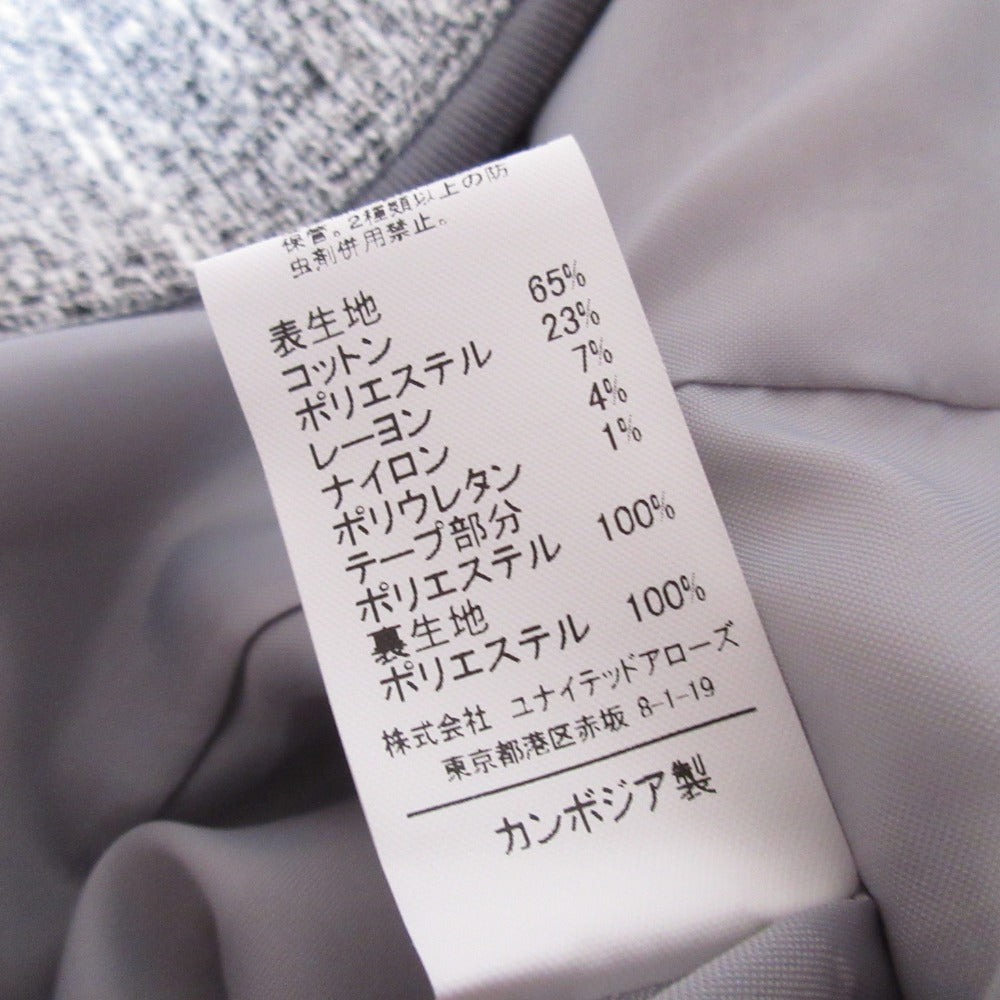 保管。2種類以上の防
虫剤併用禁止。
表生地
コットン 65%
ポリエステル 23%
レーヨン 7%
ナイロン 4%
ポリウレタン 1%
テープ部分
ポリエステル 100%
裏生地
ポリエステル 100%
株式会社 ユナイテッドアローズ
東京都港区赤坂 8-1-19
カンボジア製